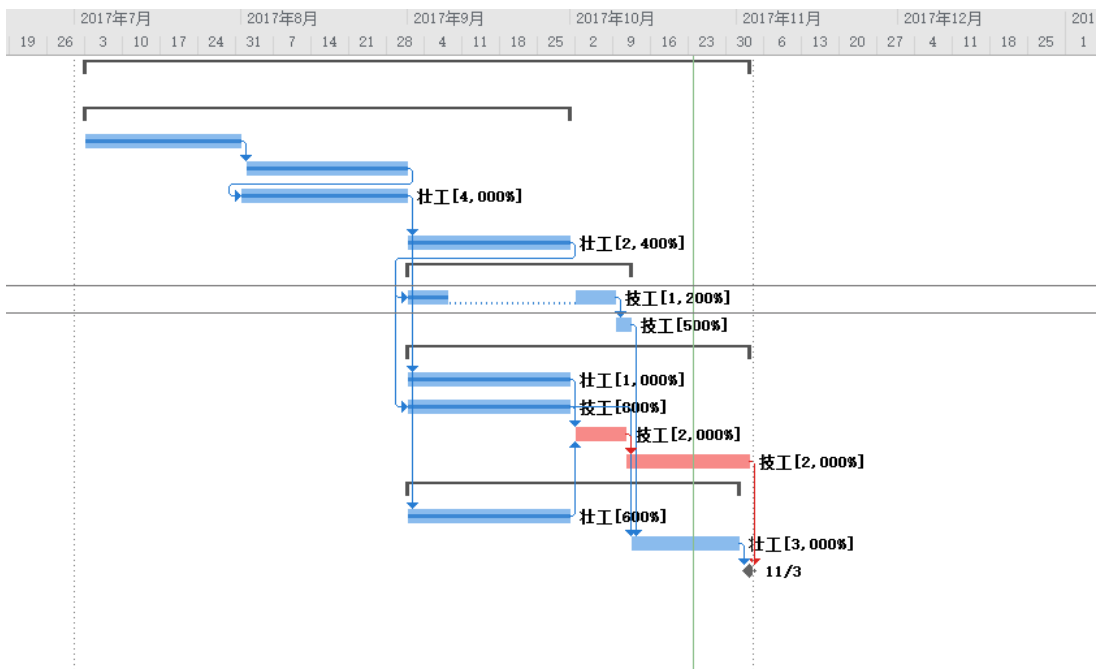 2017年7月 2017年8月 2017年9月 2017年10月 2017年11月 2017年12月 201
19 26 3 10 17 24 31 7 14 21 28 4 11 18 25 2 9 16 23 30 6 13 20 27 4 11 18 25 1
壮工[4,000%]
壮工[2,400%]
技工[1,200%]
技工[500%]
壮工[1,000%]
技工[800%]
技工[2,000%]
技工[2,000%]
壮工[600%]
壮工[3,000%]
11/3